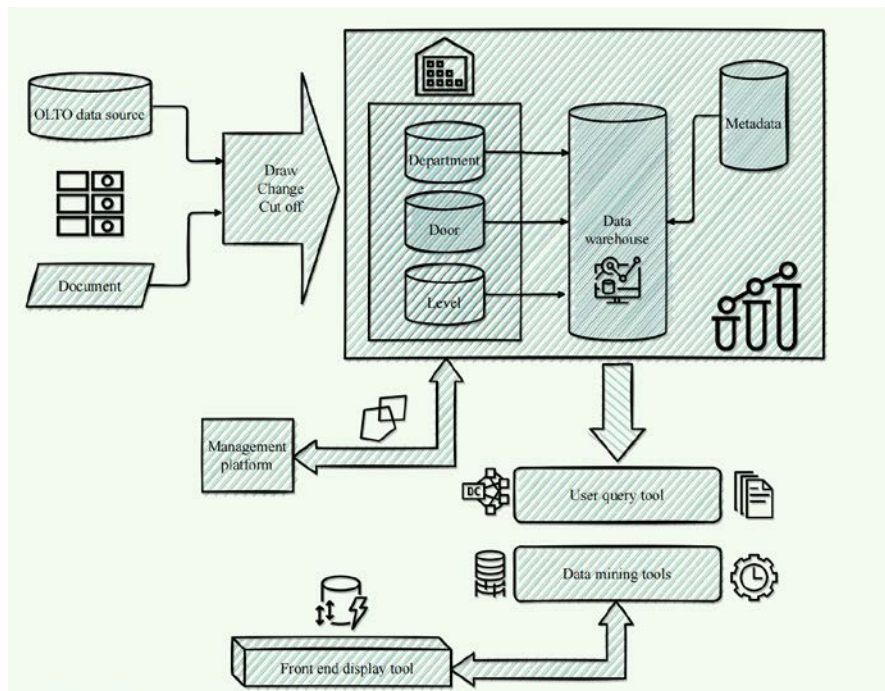 OLTO data source
Document
Draw
Change
Cut off
Department
Door
Level
Data
warehouse
Metadata
Management
platform
DC
User query tool
Data mining tools
Front end display tool